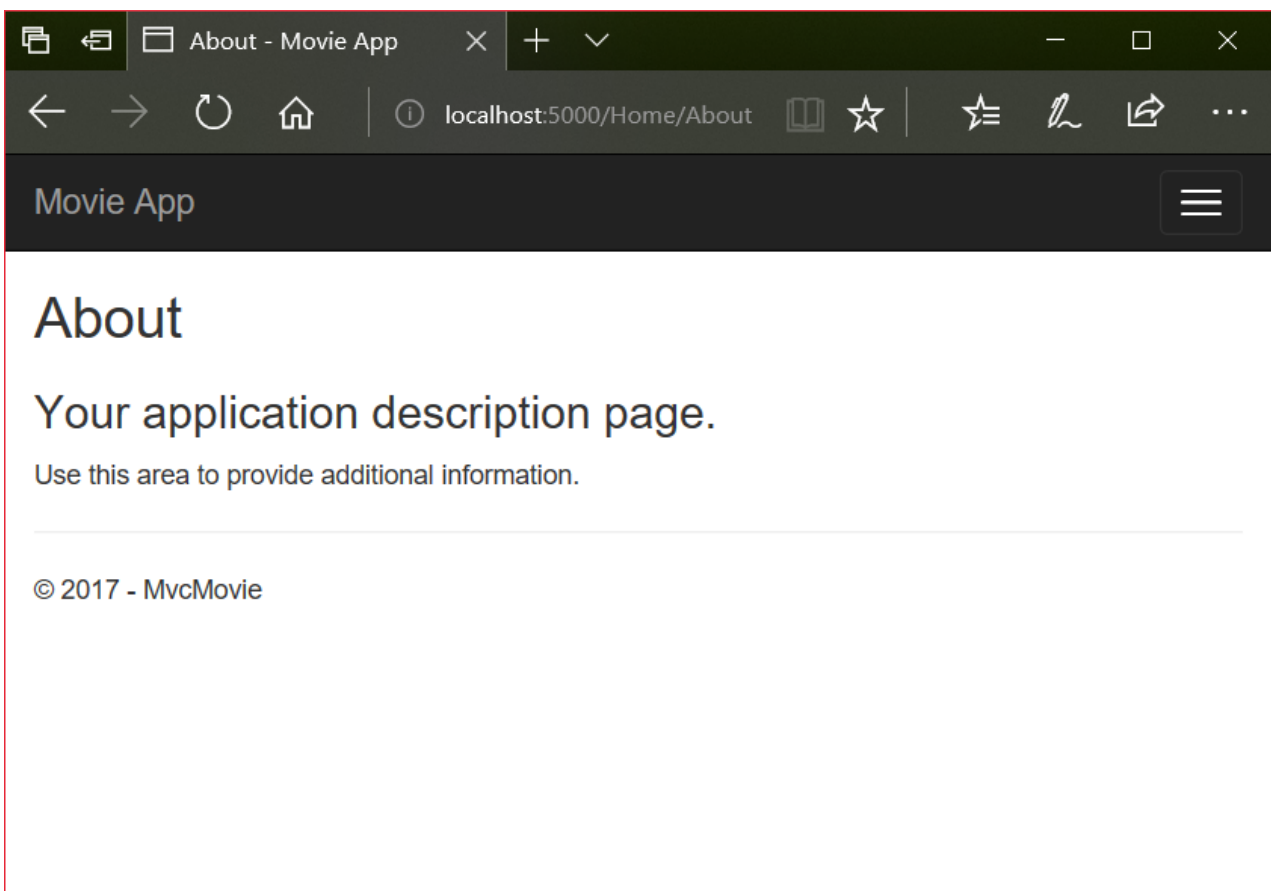 About - Movie App
localhost:5000/Home/About
Movie App
About
Your application description page.
Use this area to provide additional information.
© 2017 - MvcMovie